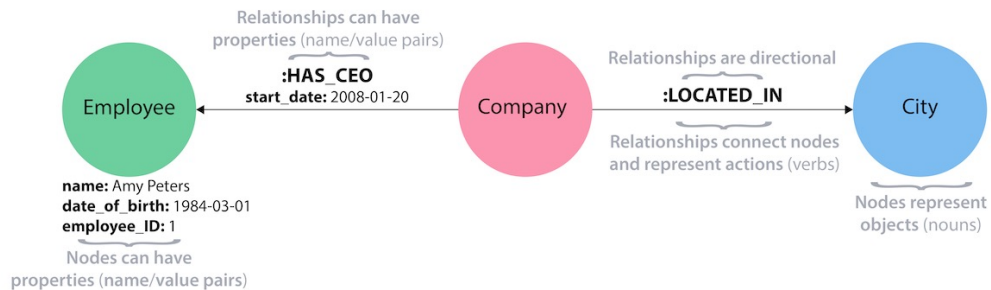 Relationships can have
properties (name/value pairs)
:HAS_CEO
start_date: 2008-01-20
Relationships are directional
:LOCATED_IN
Employee
Company
City
Relationships connect nodes
and represent actions (verbs)
name: Amy Peters
date_of_birth: 1984-03-01
employee_ID: 1
Nodes can have
properties (name/value pairs)
Nodes represent
objects (nouns)